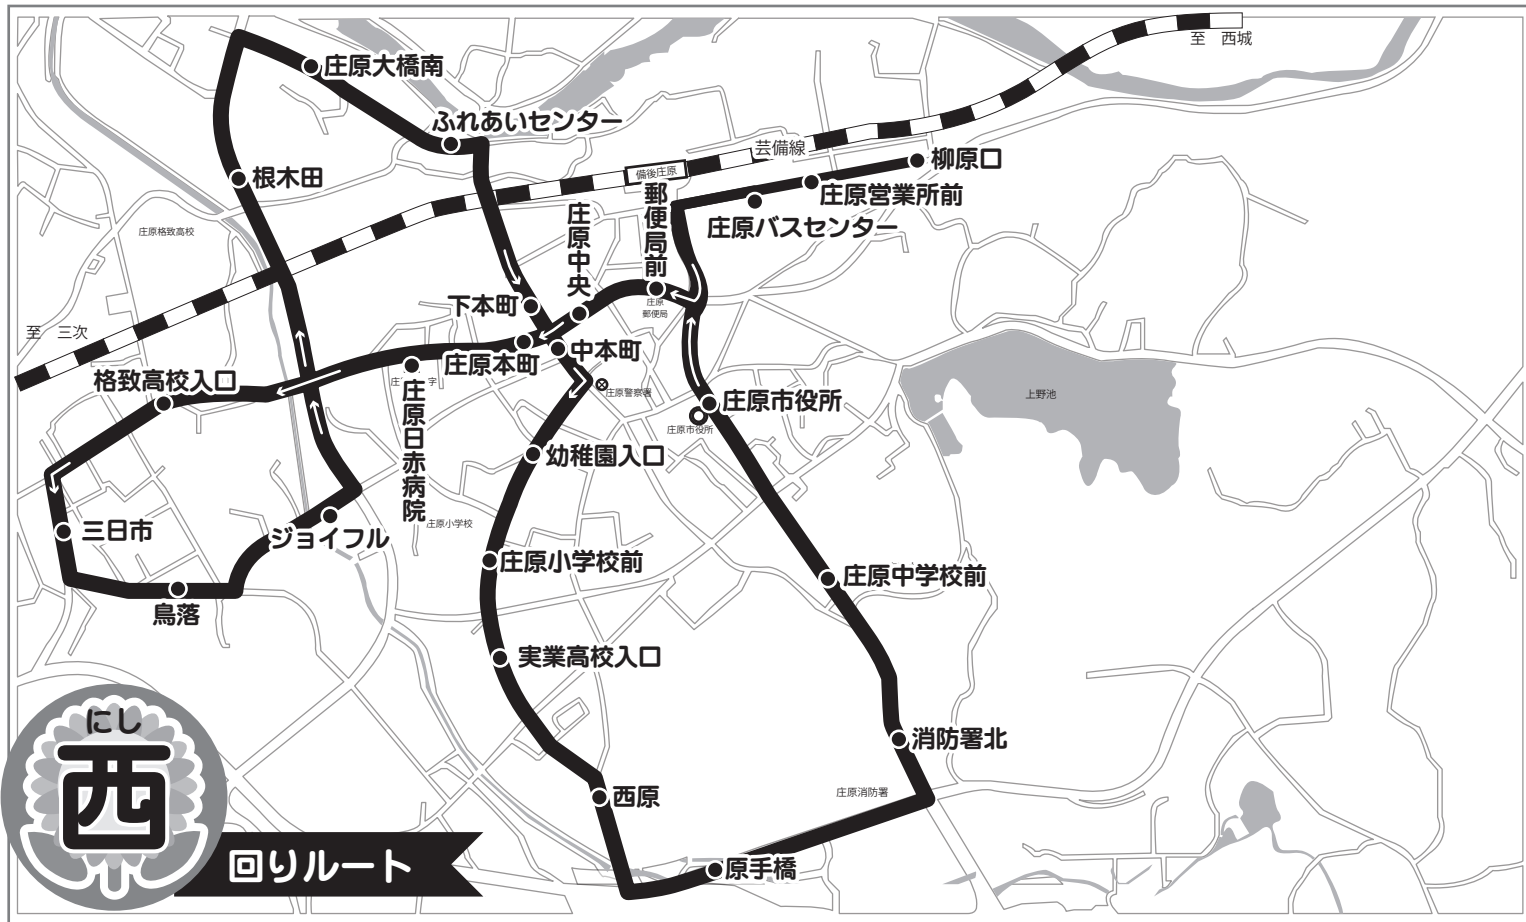 至 西城
庄原大橋南
ふれあいセンター
芸備線
柳原口
備後庄原
根木田
庄原営業所前
郵便局前
庄原中央
庄原バスセンター
庄原格致高校
下本町
庄原
郵便局
至 三次
庄原本町
中本町
格致高校入口
字
庄原警察署
庄原日赤病院
上野池
庄原市役所
庄原市役所
幼稚園入口
庄原小学校
三日市
ジョイフル
庄原小学校前
庄原中学校前
鳥落
実業高校入口
消防署北
にし
西
西原
庄原消防署
回りルート
原手橋